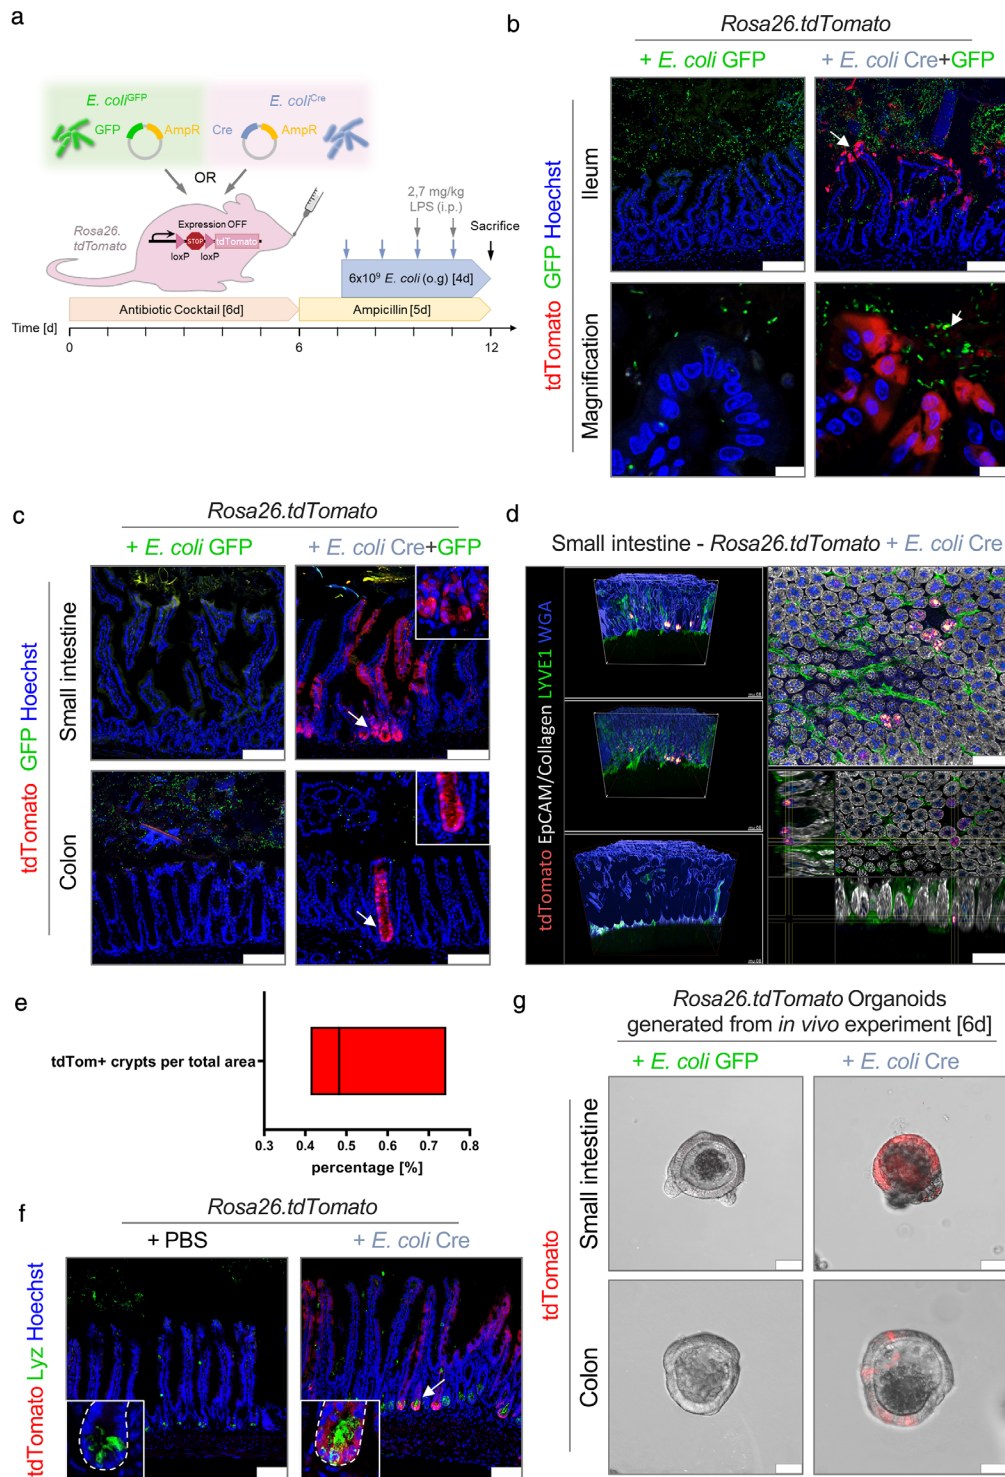 a
E. coliGFP
E. coliCre
GFP
AmpR
Cre
AmpR
OR
2,7 mg/kg
LPS (i.p.)
Sacrifice
Rosa26.
tdTomato
Expression OFF
STOP
tdTomato
loxP
loxP
6x10⁹ E. coli (o.g) [4d]
Antibiotic Cocktail [6d]
Ampicillin [5d]
Time [d]
0
6
12
b
Rosa26.tdTomato
+ E. coli GFP
+ E. coli Cre+GFP
tdTomato GFP Hoechst
Ileum
Magnification
c
Rosa26.tdTomato
+ E. coli GFP
+ E. coli Cre+GFP
tdTomato GFP Hoechst
Small intestine
Colon
d
Small intestine - Rosa26.tdTomato + E. coli Cre
tdTomato EpCAM/Collagen LYVE1 WGA
e
tdTom+ crypts per total area
0.3
0.4
0.5
0.6
0.7
0.8
percentage [%]
f
Rosa26.tdTomato
+ PBS
+ E. coli Cre
tdTomato Lyz Hoechst
g
Rosa26.tdTomato Organoids
generated from in vivo experiment [6d]
+ E. coli GFP
+ E. coli Cre
tdTomato
Small intestine
Colon